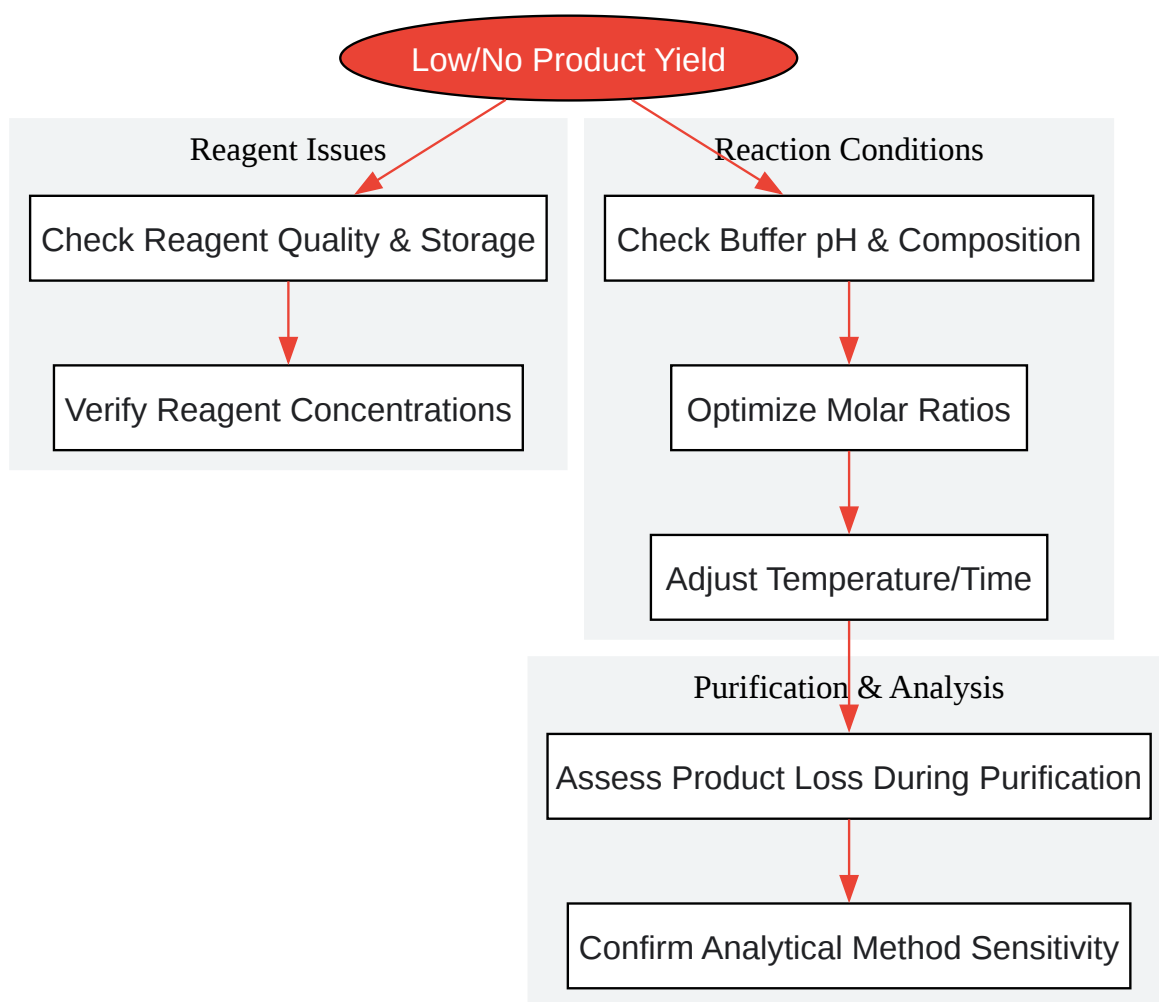 Low/No Product Yield
Reagent Issues
Check Reagent Quality & Storage
Verify Reagent Concentrations
Reaction Conditions
Check Buffer pH & Composition
Optimize Molar Ratios
Adjust Temperature/Time
Purification & Analysis
Assess Product Loss During Purification
Confirm Analytical Method Sensitivity